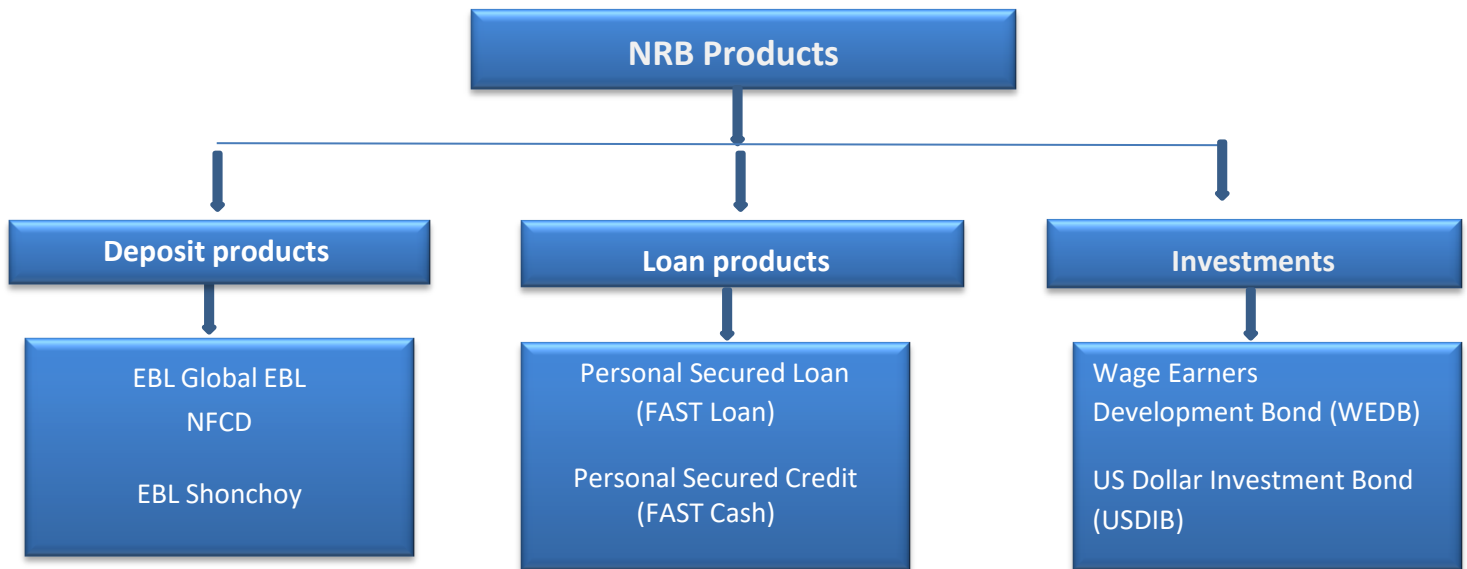 NRB Products
Deposit products
EBL Global EBL
NFCD
EBL Shonchoy
Loan products
Personal Secured Loan
(FAST Loan)
Personal Secured Credit
(FAST Cash)
Investments
Wage Earners
Development Bond (WEDB)
US Dollar Investment Bond
(USDIB)